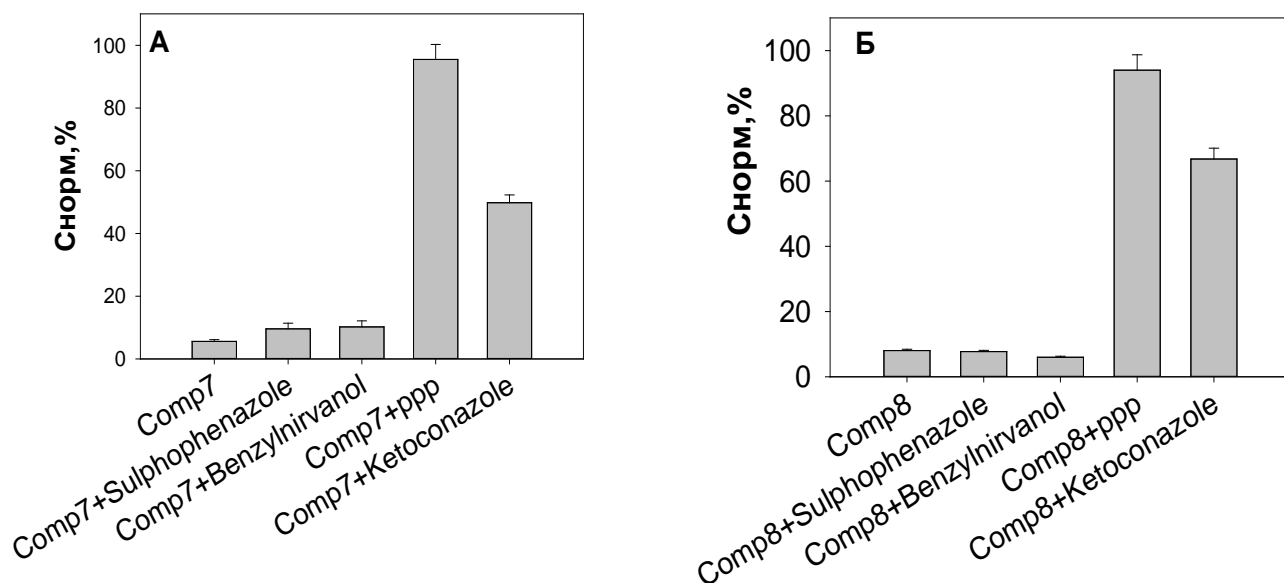 А
Снорм,%
100
80
60
40
20
0
Comp7
Comp7+Sulphophenazole
Comp7+Benzylnirvanol
Comp7+ppp
Comp7+Ketoconazole
Б
Снорм,%
100
80
60
40
20
0
Comp8
Comp8+Sulphophenazole
Comp8+Benzylnirvanol
Comp8+ppp
Comp8+Ketoconazole